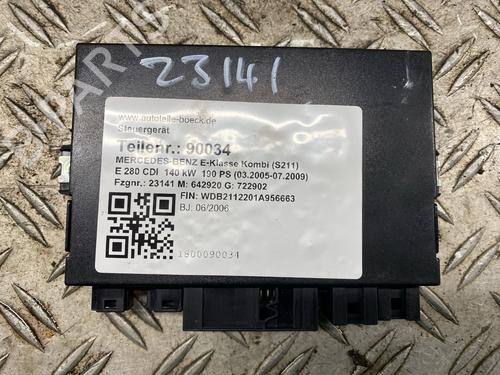 23141
www.autoteile-boeck.de
Steuergerät
Teilenr.: 90034
MERCEDES-BENZ E-Klasse Kombi (S211)
E 280 CDI 140 kW 190 PS (03.2005-07.2009)
Fzgnr.: 23141 M: 642920 G: 722902
FIN: WDB2112201A956663
BJ: 06/2006
1800090034